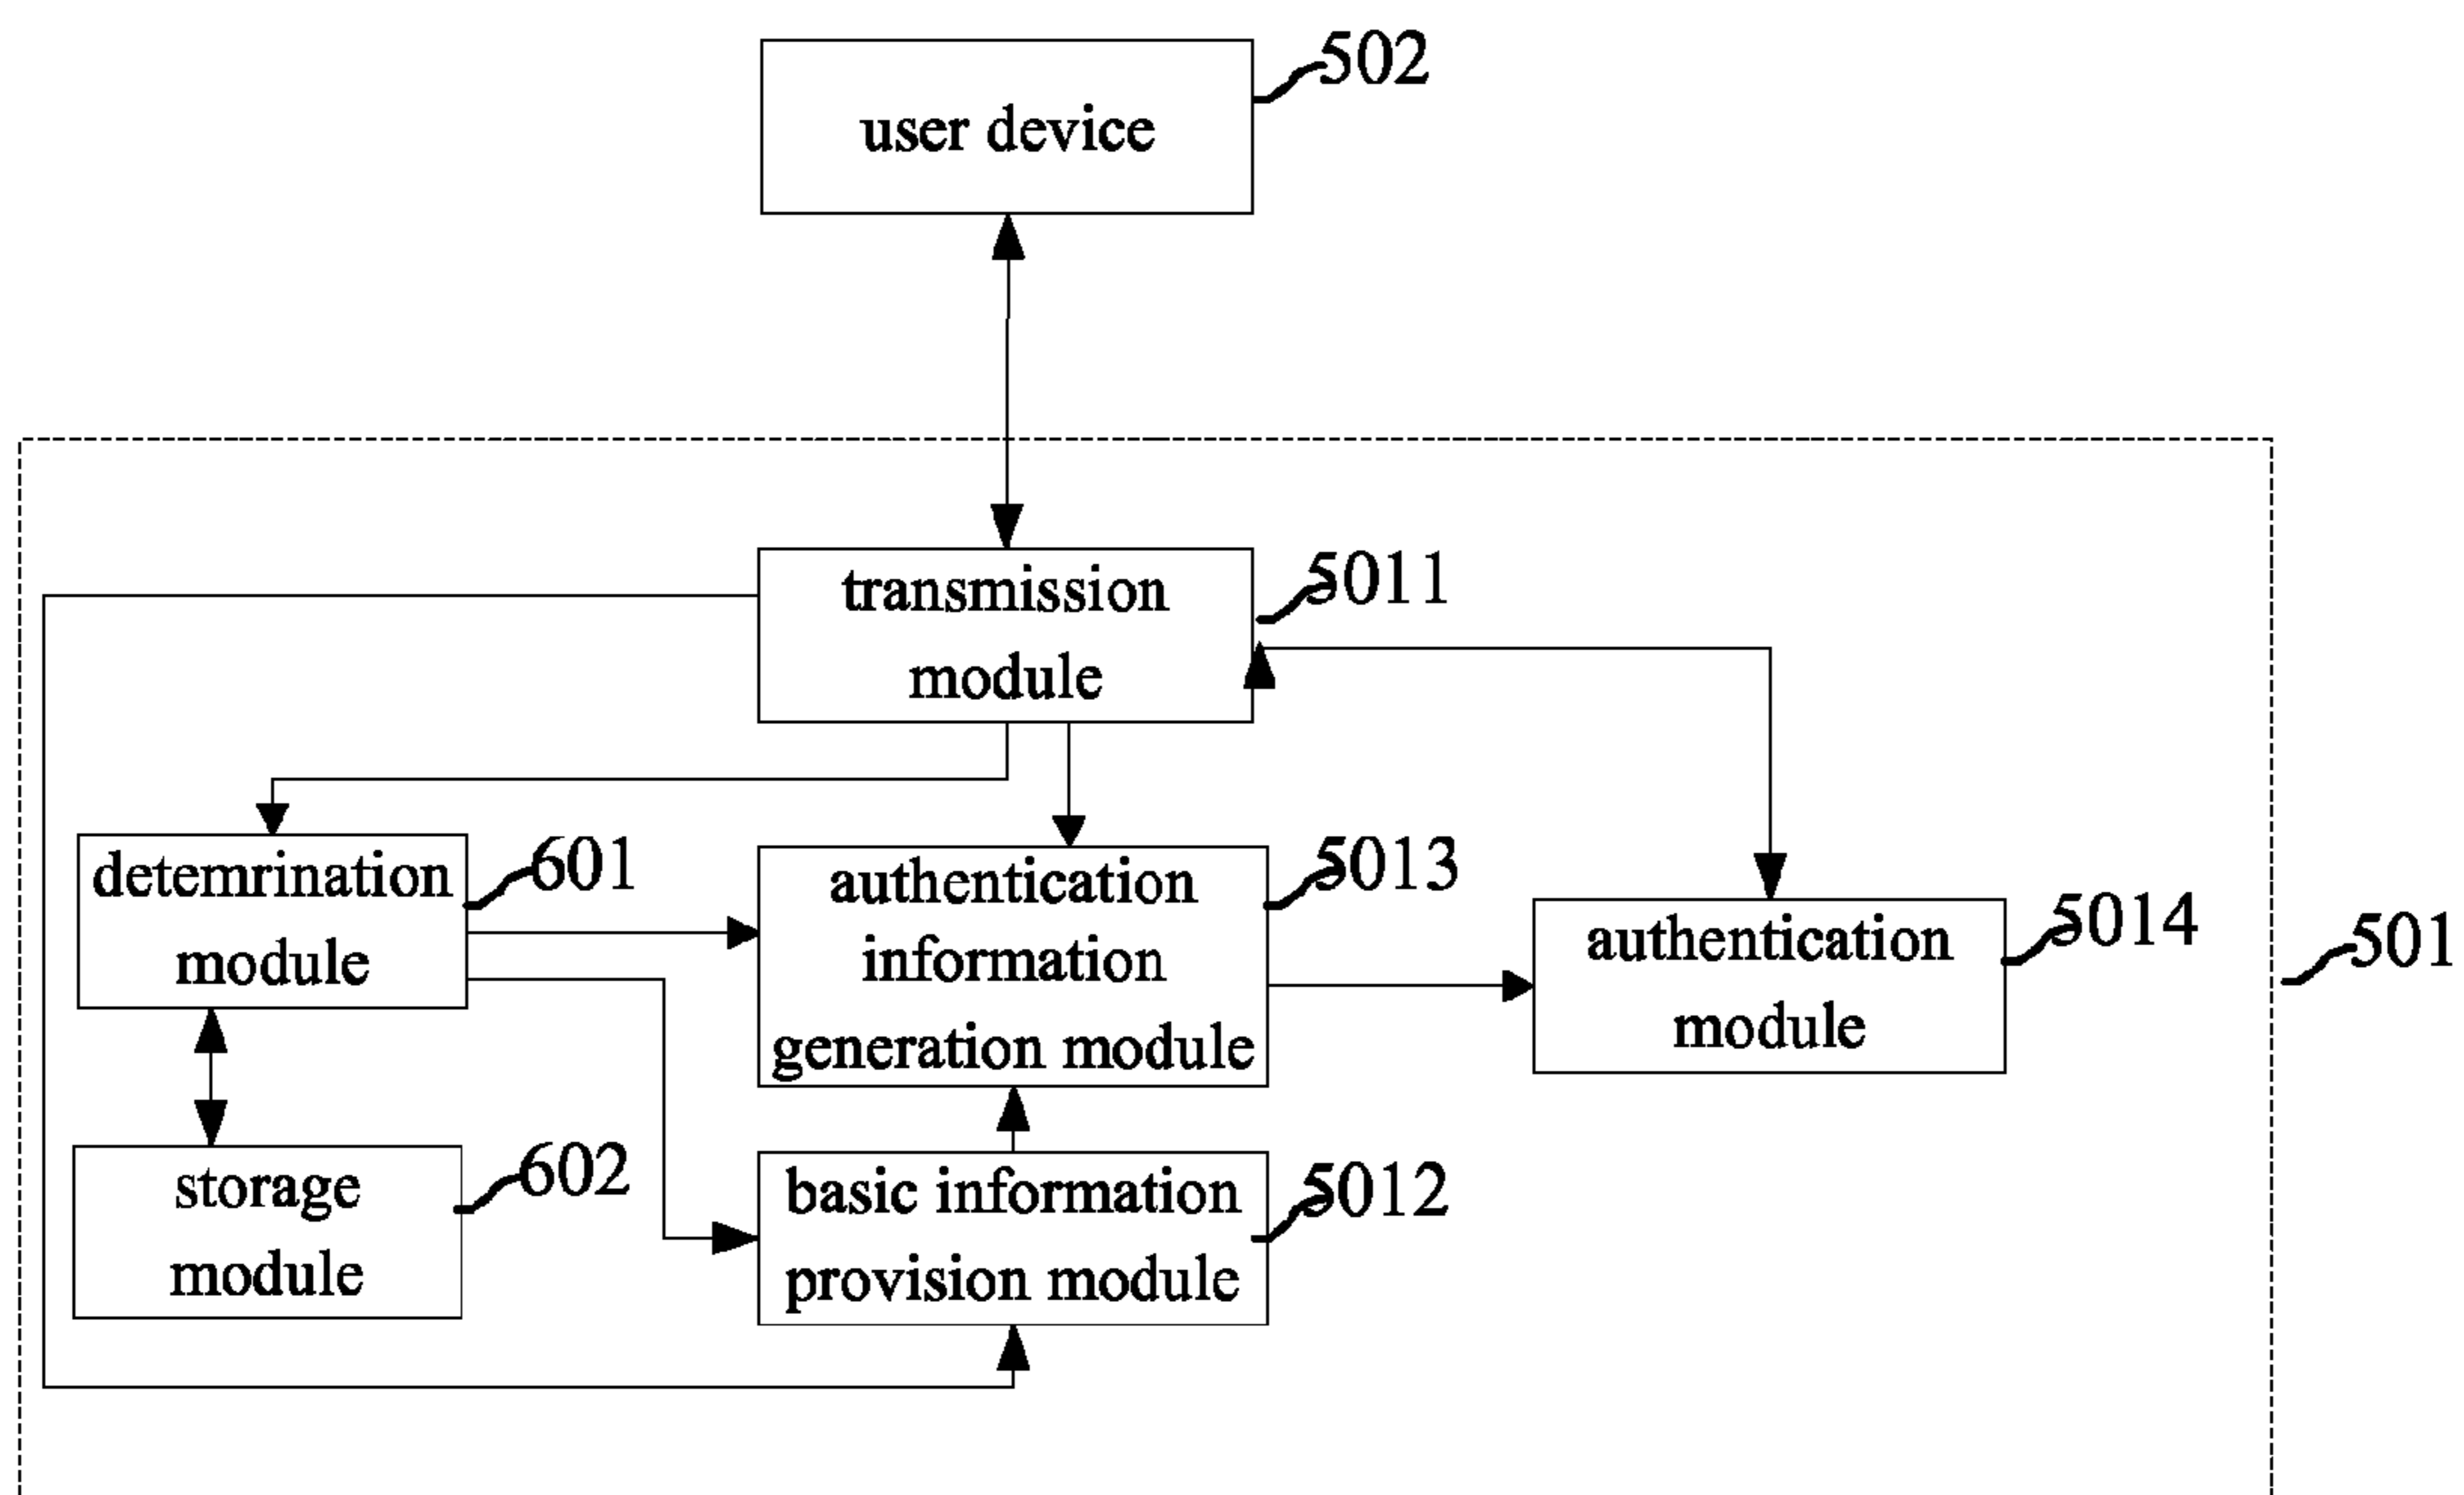 502
user device
5011
transmission
module
601
detemrination
module
5013
authentication
information
generation module
5014
authentication
module
501
602
storage
module
5012
basic information
provision module